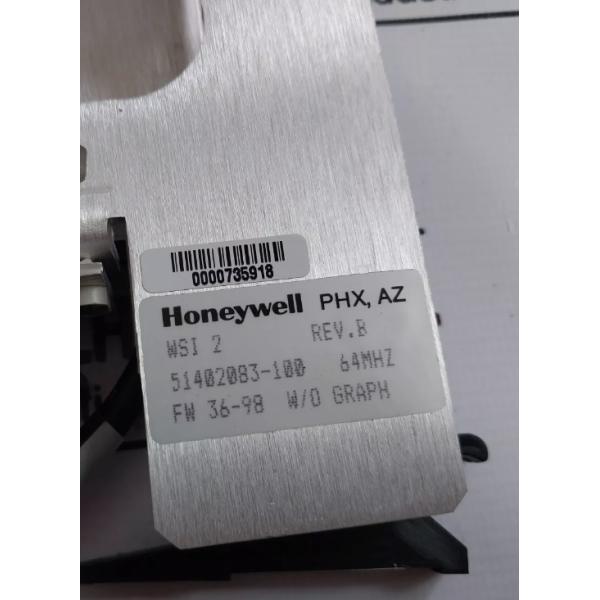 0000735918
Honeywell PHX, AZ
WSI 2 REV.B
51402083-100 64MHZ
FW 36-98 W/O GRAPH